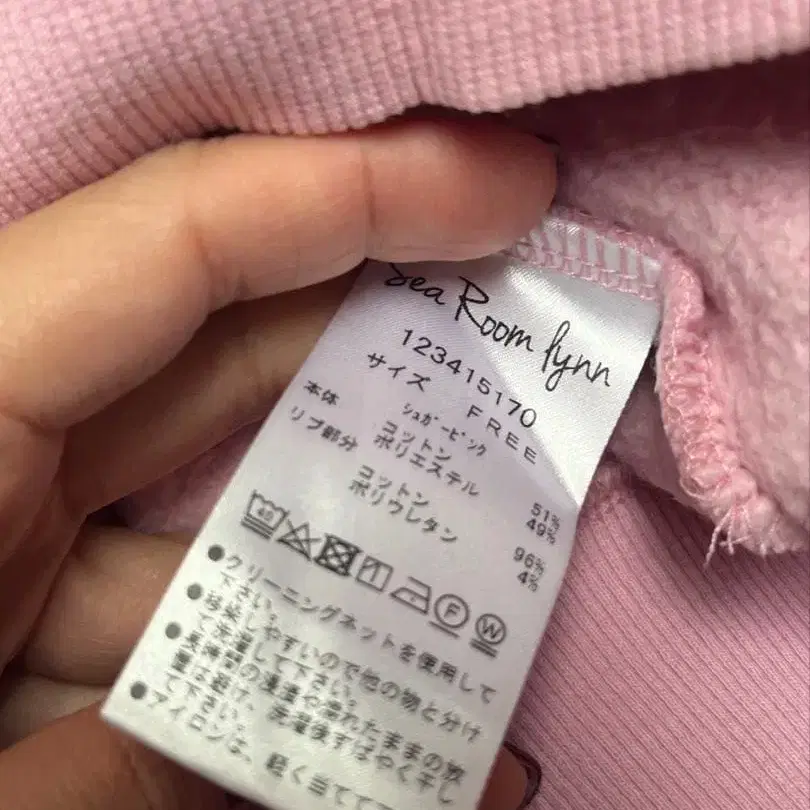 Sea Room lynn
123415170
サイズ FREE
シュガーピンク
本体 コットン 51%
ポリエステル 49%
リブ部分 コットン 96%
ポリウレタン 4%
40 F W
●クリーニングネットを使用して
下さい。
●移染しやすいので他の物と分け
て洗濯して下さい。
●長時間の浸漬や濡れたままの放
置は避け、洗濯後すばやく干し
て下さい。
●アイロンは、軽く当てて下